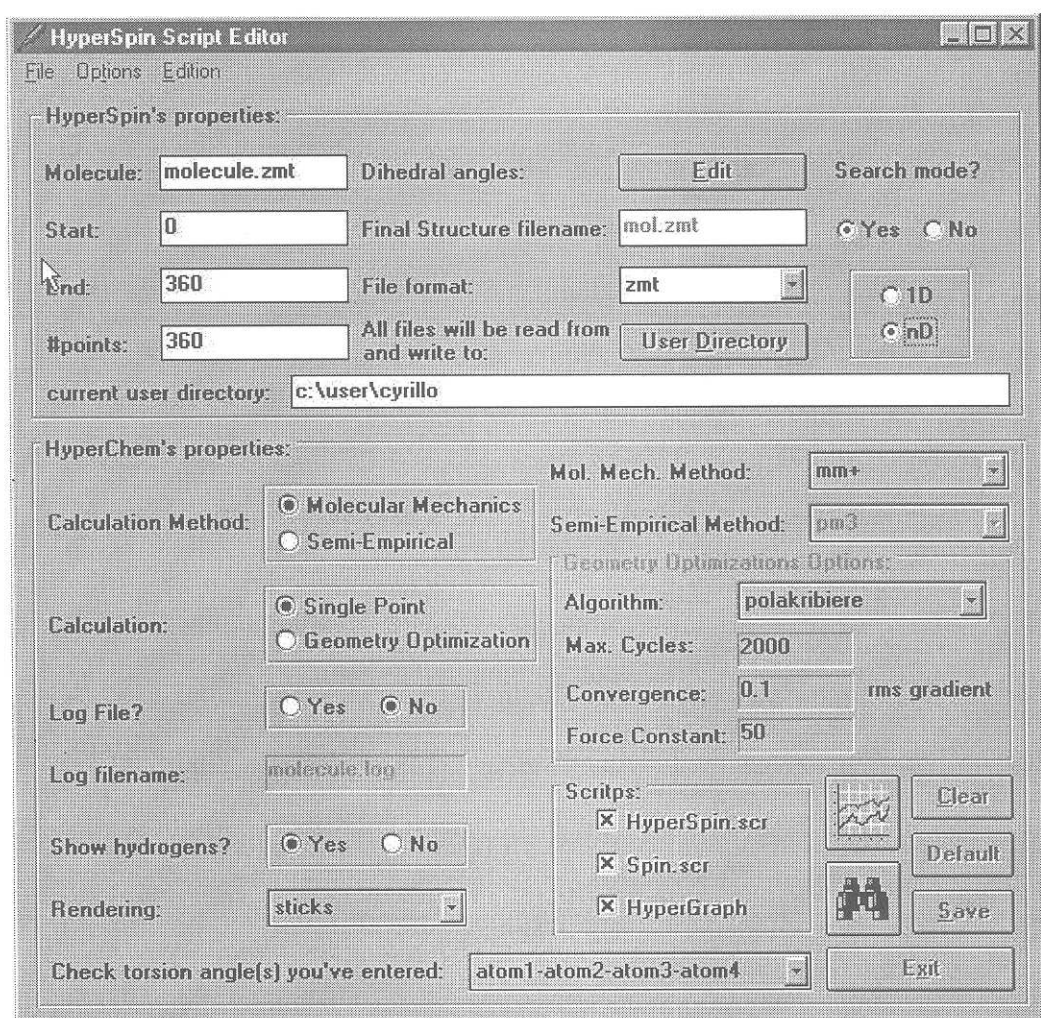 HyperSpin Script Editor
File Options Edition
HyperSpin's properties:
Molecule: molecule.zmt Dihedral angles: Edit Search mode?
Start: 0 Final Structure filename: mol.zmt Yes No
End: 360 File format: zmt 1D
nD
#points: 360 All files will be read from
and write to: User Directory
current user directory: c:\user\cyrillo
HyperChem's properties:
Mol. Mech. Method: mm+
Calculation Method: Molecular Mechanics
Semi-Empirical
Semi-Empirical Method: pm3
Geometry Optimizations Options:
Calculation: Single Point
Geometry Optimization
Algorithm: polakribiere
Max. Cycles: 2000
Convergence: 0.1 rms gradient
Force Constant: 50
Log File? Yes No
Log filename: molecule.log
Show hydrogens? Yes No
Rendering: sticks
Scritps:
HyperSpin.scr
Spin.scr
HyperGraph
Clear
Default
Save
Check torsion angle(s) you've entered: atom1-atom2-atom3-atom4 Exit